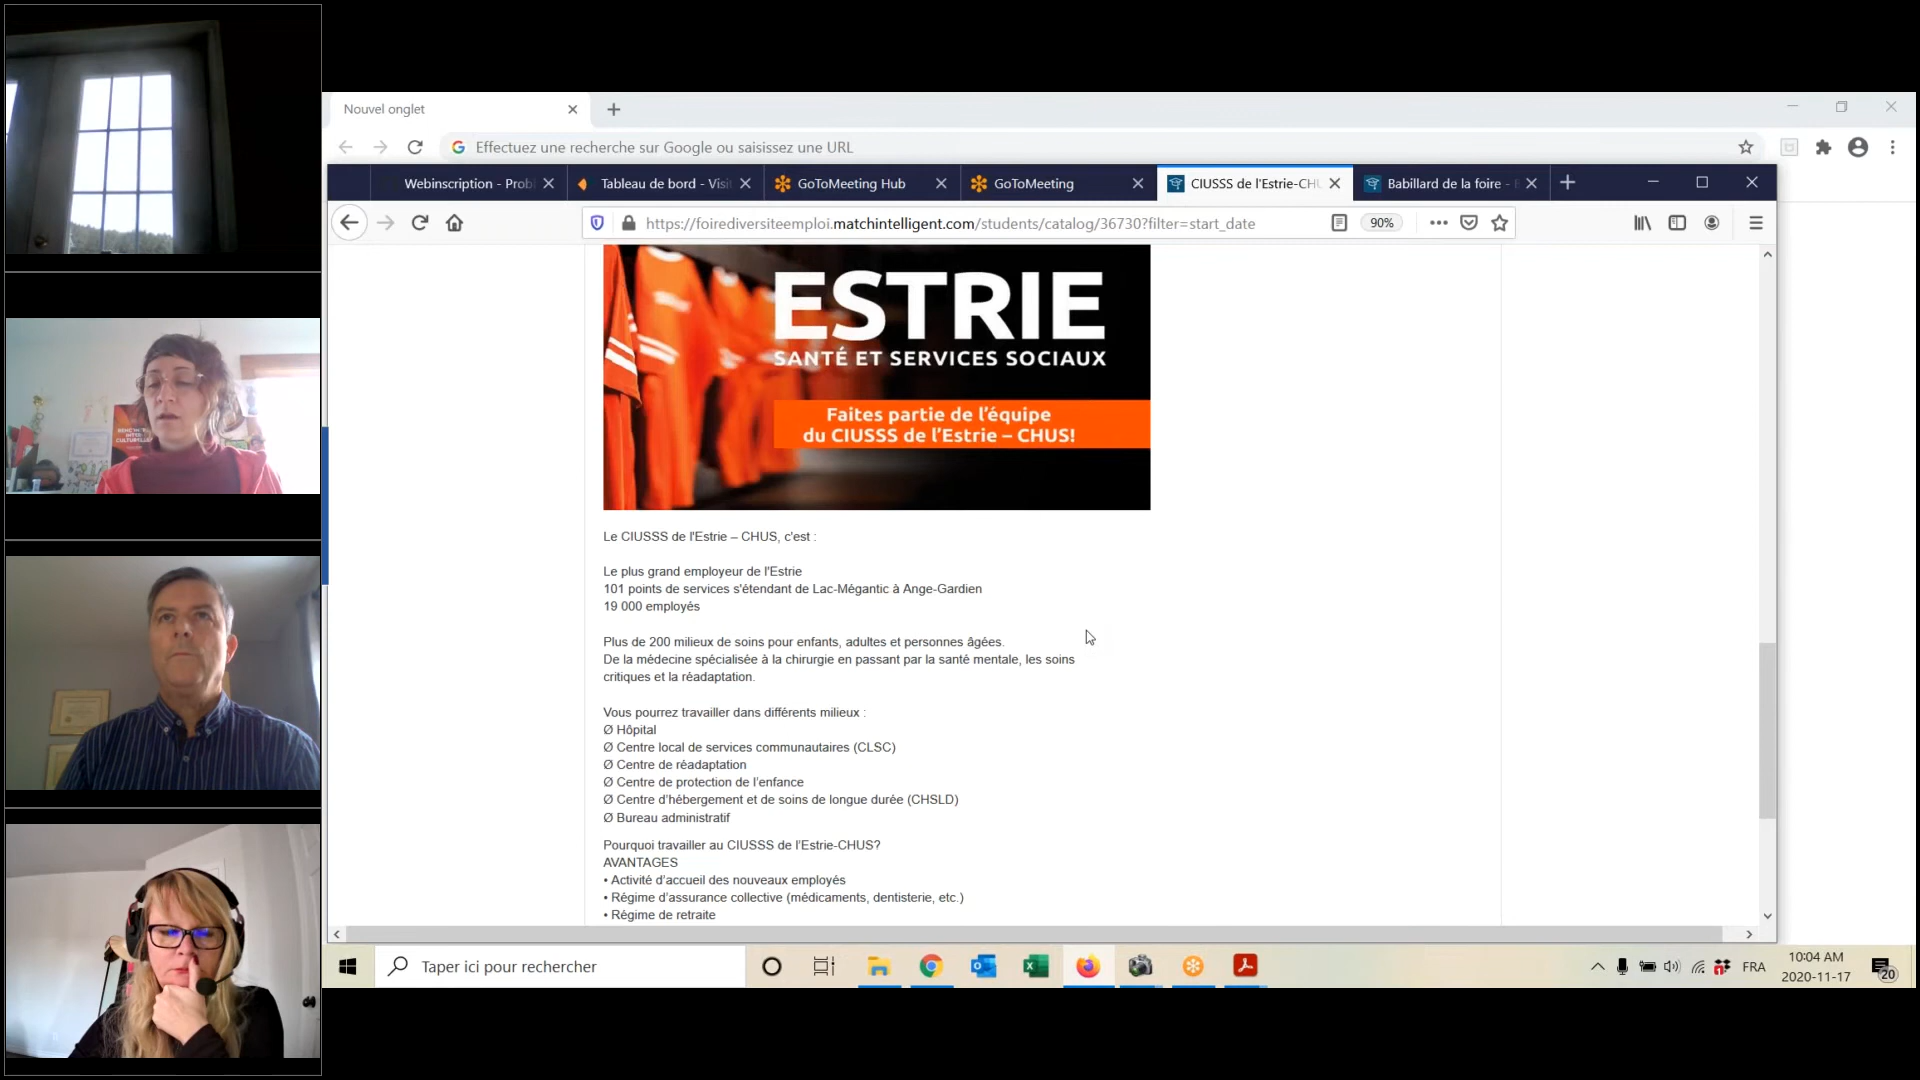 Nouvel onglet
Effectuez une recherche sur Google ou saisissez une URL
Webinscription - Prob
Tableau de bord - Visi
GoToMeeting Hub
GoToMeeting
CIUSSS de l'Estrie-CHU
Babillard de la foire -
https://foirediversiteemploi.matchintelligent.com/students/catalog/36730?filter=start_date
90%
ESTRIE
SANTÉ ET SERVICES SOCIAUX
Faites partie de l'équipe
du CIUSSS de l'Estrie – CHUS!
Le CIUSSS de l'Estrie – CHUS, c'est :
Le plus grand employeur de l'Estrie
101 points de services s'étendant de Lac-Mégantic à Ange-Gardien
19 000 employés
Plus de 200 milieux de soins pour enfants, adultes et personnes âgées.
De la médecine spécialisée à la chirurgie en passant par la santé mentale, les soins
critiques et la réadaptation.
Vous pourrez travailler dans différents milieux :
Ø Hôpital
Ø Centre local de services communautaires (CLSC)
Ø Centre de réadaptation
Ø Centre de protection de l'enfance
Ø Centre d'hébergement et de soins de longue durée (CHSLD)
Ø Bureau administratif
Pourquoi travailler au CIUSSS de l'Estrie-CHUS?
AVANTAGES
• Activité d'accueil des nouveaux employés
• Régime d'assurance collective (médicaments, dentisterie, etc.)
• Régime de retraite
Taper ici pour rechercher
FRA
10:04 AM
2020-11-17
20